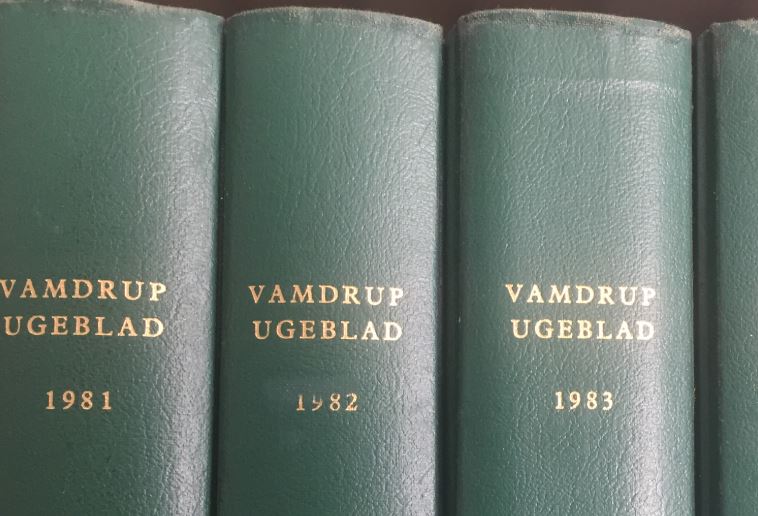 VAMDRUP
UGEBLAD
1981
VAMDRUP
UGEBLAD
1982
VAMDRUP
UGEBLAD
1983